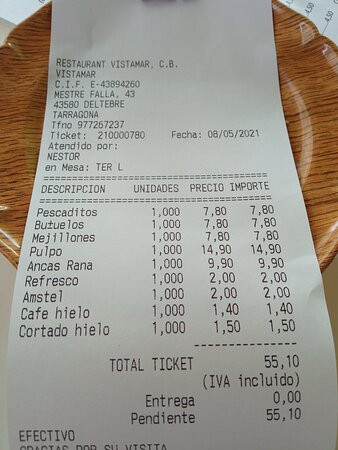 RESTAURANT VISTAMAR, C.B.
VISTAMAR
C.I.F. E-43894260
MESTRE FALLA, 43
43580 DELTEBRE
TARRAGONA
Tfno 977267237
Ticket: 210000780 Fecha: 08/05/2021
Atendido por:
NESTOR
en Mesa: TER L
DESCRIPCION UNIDADES PRECIO IMPORTE
Pescaditos 1,000 7,80 7,80
Buñuelos 1,000 7,80 7,80
Mejillones 1,000 7,80 7,80
Pulpo 1,000 14,90 14,90
Ancas Rana 1,000 9,90 9,90
Refresco 1,000 2,00 2,00
Amstel 1,000 2,00 2,00
Cafe hielo 1,000 1,40 1,40
Cortado hielo 1,000 1,50 1,50
TOTAL TICKET 55,10
(IVA incluido)
Entrega 0,00
Pendiente 55,10
EFECTIVO
GRACIAS POR SU VISITA